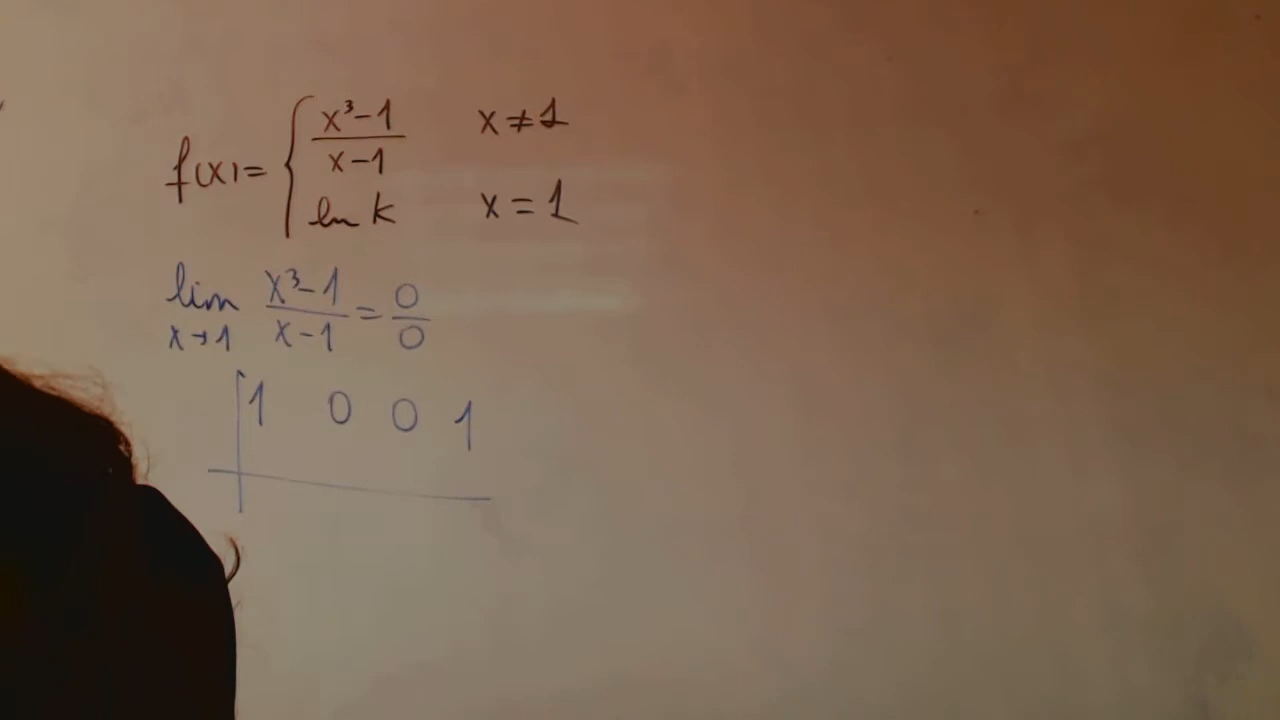 f(x) = { (x³-1)/(x-1)   x ≠ 1
ln k   x = 1
lim x→1 (x³-1)/(x-1) = 0/0
1 0 0 1